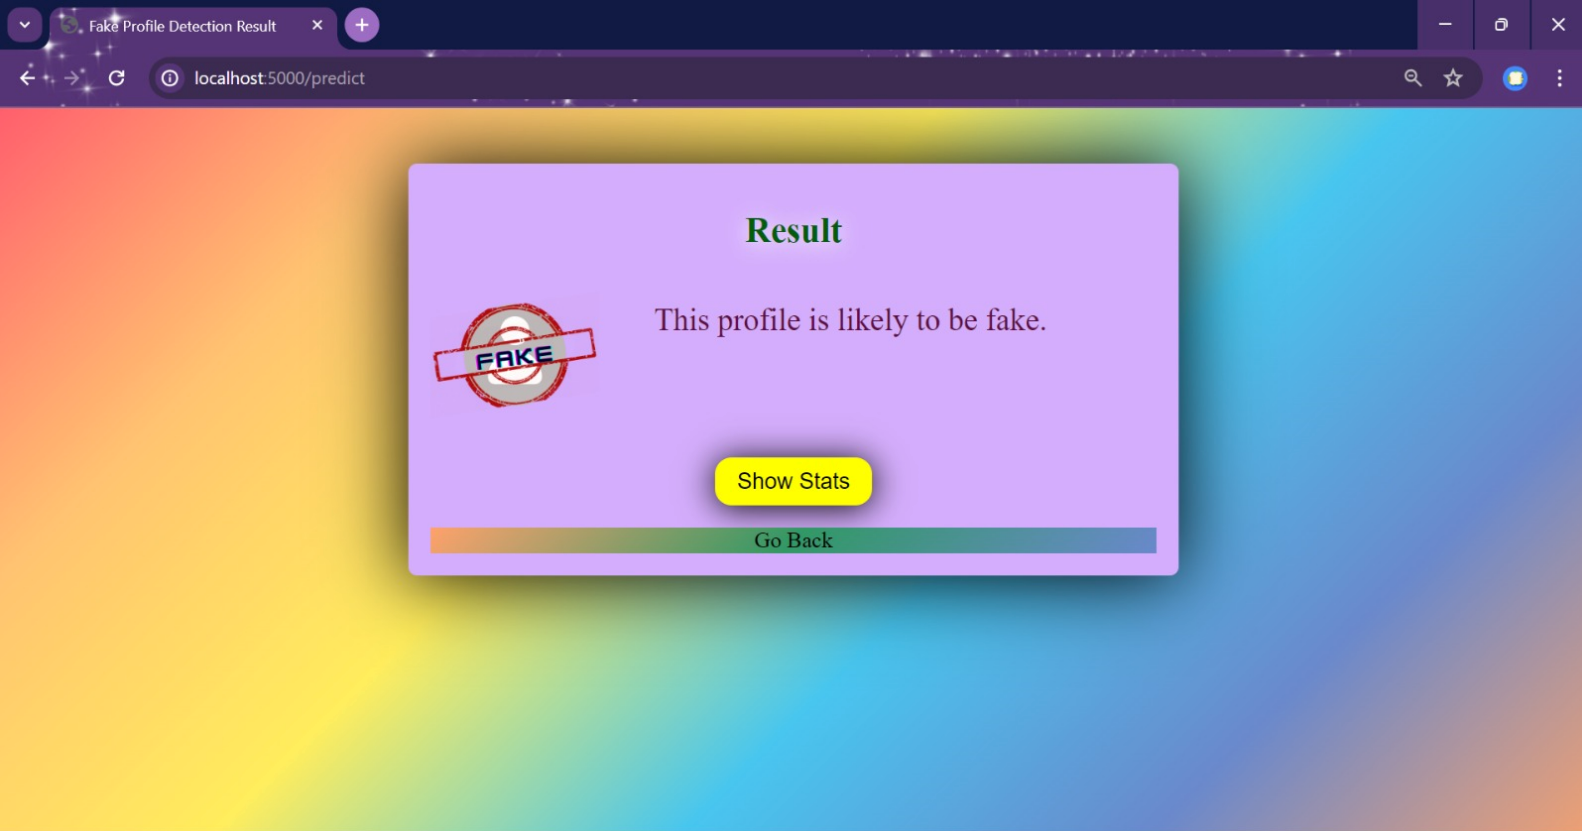 Fake Profile Detection Result
localhost:5000/predict
Result
This profile is likely to be fake.
FAKE
Show Stats
Go Back